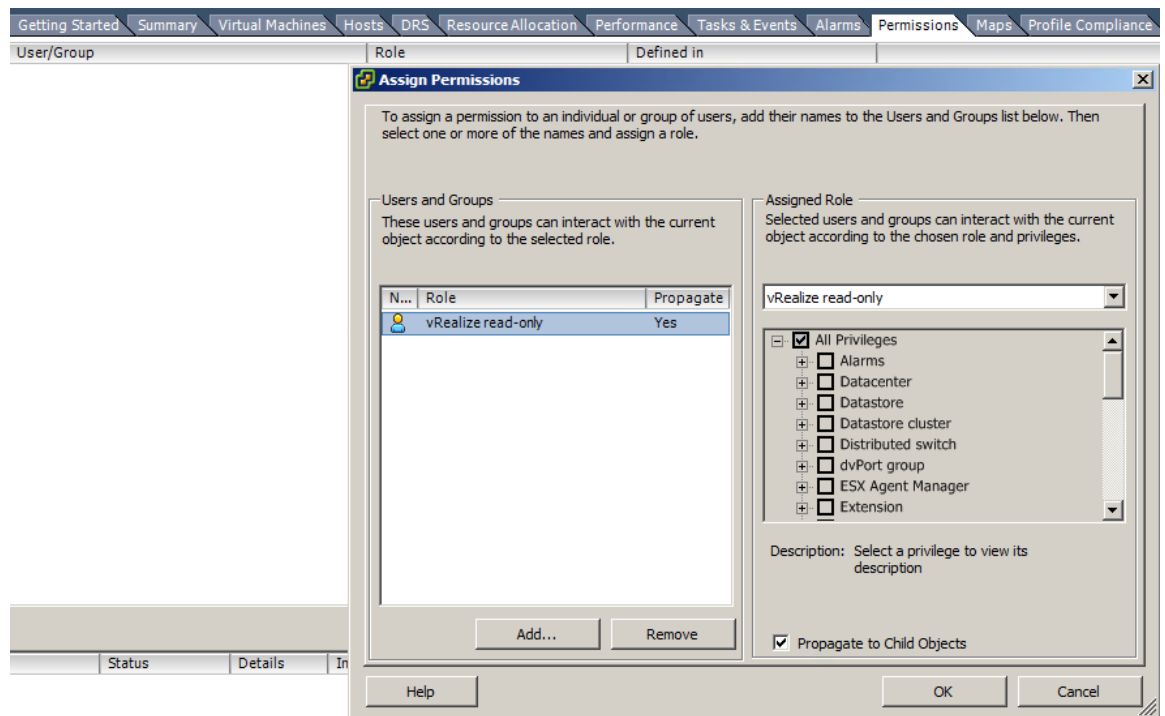 Getting Started Summary Virtual Machines Hosts DRS Resource Allocation Performance Tasks & Events Alarms Permissions Maps Profile Compliance
User/Group Role Defined in
Assign Permissions
To assign a permission to an individual or group of users, add their names to the Users and Groups list below. Then
select one or more of the names and assign a role.
Users and Groups
These users and groups can interact with the current
object according to the selected role.
N... Role Propagate
vRealize read-only Yes
Add...
Remove
Assigned Role
Selected users and groups can interact with the current
object according to the chosen role and privileges.
vRealize read-only
All Privileges
Alarms
Datacenter
Datastore
Datastore cluster
Distributed switch
dvPort group
ESX Agent Manager
Extension
Description: Select a privilege to view its
description
Propagate to Child Objects
Status Details In
Help OK Cancel